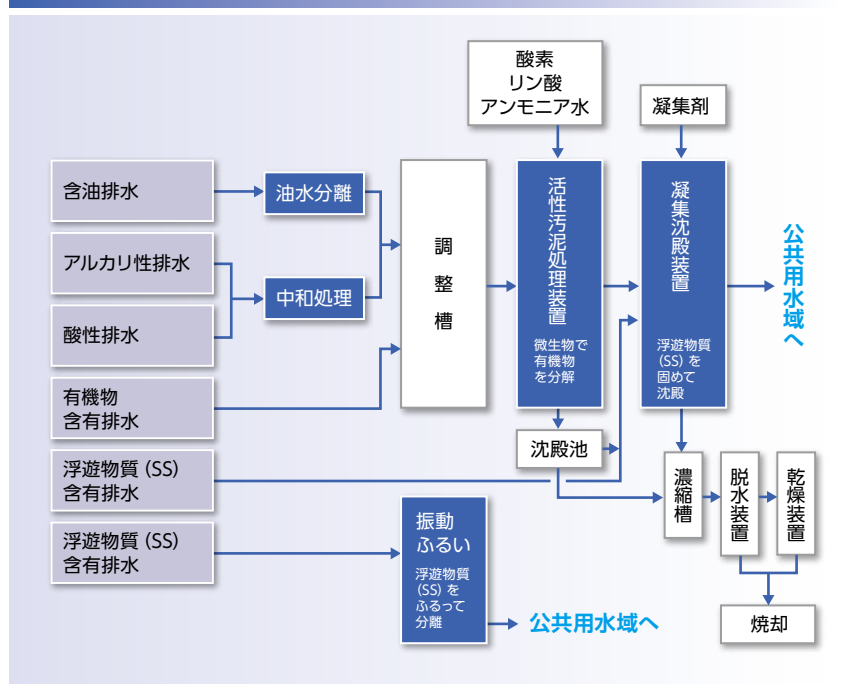 酸素
リン酸
アンモニア水
凝集剤
含油排水
油水分離
アルカリ性排水
酸性排水
中和処理
有機物
含有排水
浮遊物質（SS）
含有排水
浮遊物質（SS）
含有排水
調整槽
活性汚泥処理装置
微生物で
有機物
を分解
凝集沈殿装置
浮遊物質
（SS）を
固めて
沈殿
公共用水域へ
沈殿池
濃縮槽
脱水装置
乾燥装置
焼却
振動
ふるい
浮遊物質
（SS）を
ふるって
分離
公共用水域へ